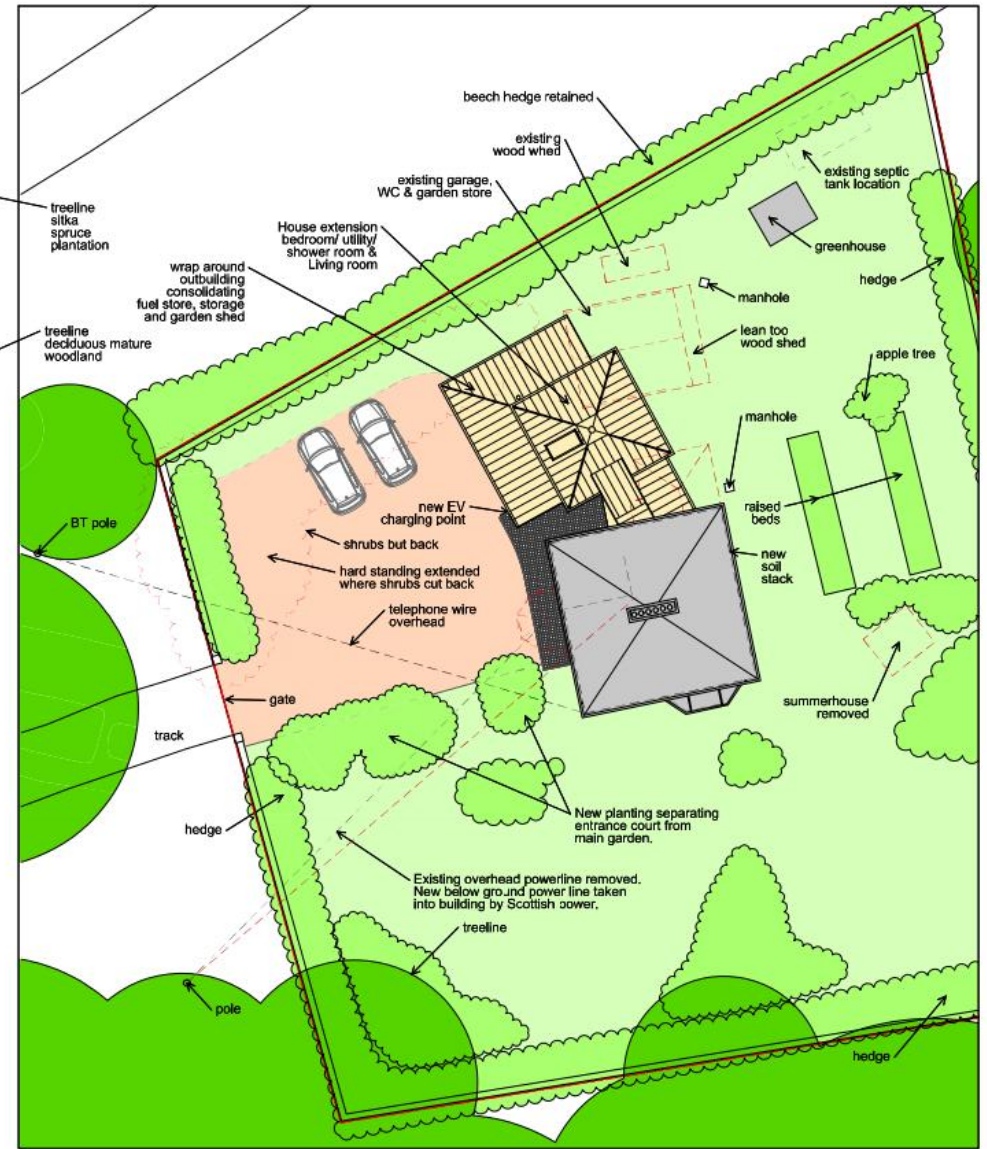 beech hedge retained
existing
wood whed
existing garage,
WC & garden store
existing septic
tank location
treeline
sitka
spruce
plantation
House extension
bedroom/ utility/
shower room &
Living room
greenhouse
hedge
wrap around
outbuilding
consolidating
fuel store, storage
and garden shed
manhole
treeline
deciduous mature
woodland
lean too
wood shed
apple tree
manhole
new EV
charging point
raised
beds
BT pole
shrubs but back
hard standing extended
where shrubs cut back
new
soil
stack
telephone wire
overhead
gate
summerhouse
removed
track
hedge
New planting separating
entrance court from
main garden.
Existing overhead powerline removed.
New below ground power line taken
into building by Scottish power.
treeline
pole
hedge